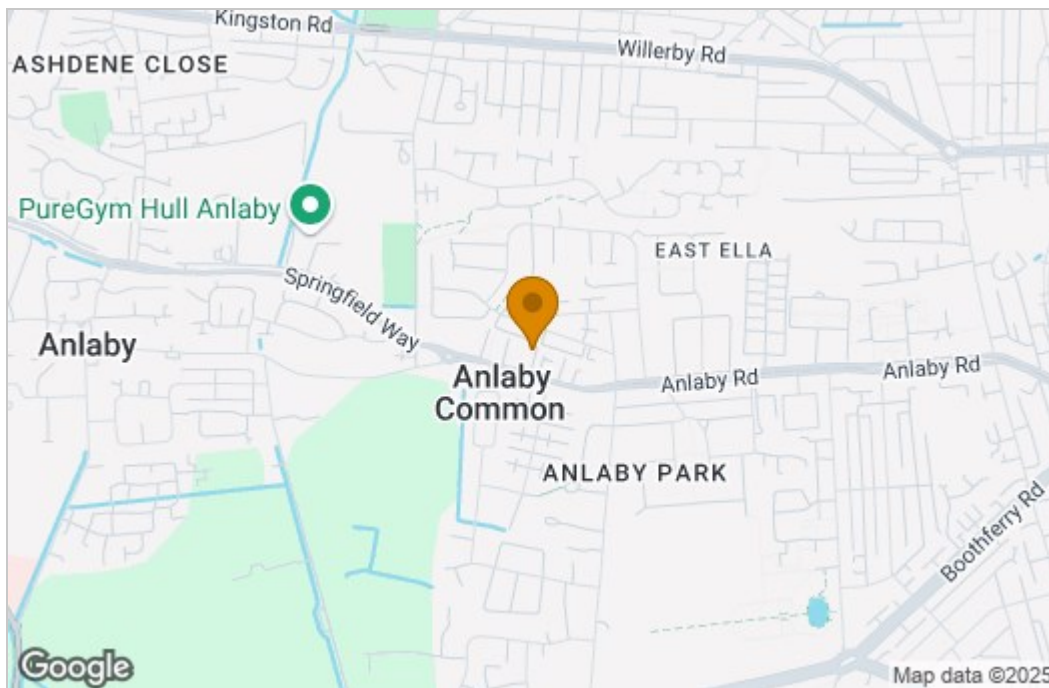 Kingston Rd
Willerby Rd
ASHDENE CLOSE
PureGym Hull Anlaby
EAST ELLA
Springfield Way
Anlaby
Anlaby
Common
Anlaby Rd
Anlaby Rd
ANLABY PARK
Boothferry Rd
Google
Map data ©2025